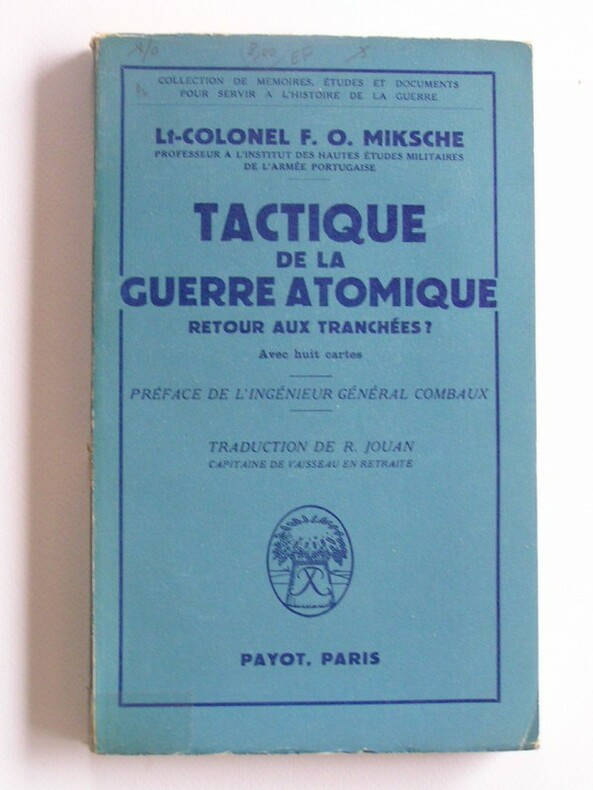 COLLECTION DE MÉMOIRES, ÉTUDES ET DOCUMENTS
POUR SERVIR A L'HISTOIRE DE LA GUERRE
Lt-COLONEL F. O. MIKSCHE
PROFESSEUR A L'INSTITUT DES HAUTES ÉTUDES MILITAIRES
DE L'ARMÉE PORTUGAISE
TACTIQUE
DE LA
GUERRE ATOMIQUE
RETOUR AUX TRANCHÉES ?
Avec huit cartes
PRÉFACE DE L'INGÉNIEUR GÉNÉRAL COMBAUX
TRADUCTION DE R. JOUAN
CAPITAINE DE VAISSEAU EN RETRAITE
PAYOT, PARIS